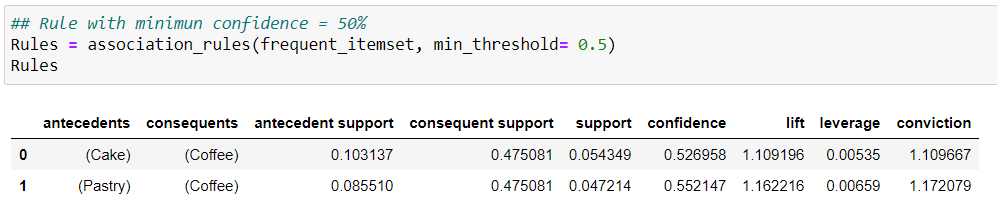 ## Rule with minimun confidence = 50%
Rules = association_rules(frequent_itemset, min_threshold= 0.5)
Rules
antecedents consequents antecedent support consequent support support confidence lift leverage conviction
0 (Cake) (Coffee) 0.103137 0.475081 0.054349 0.526958 1.109196 0.00535 1.109667
1 (Pastry) (Coffee) 0.085510 0.475081 0.047214 0.552147 1.162216 0.00659 1.172079